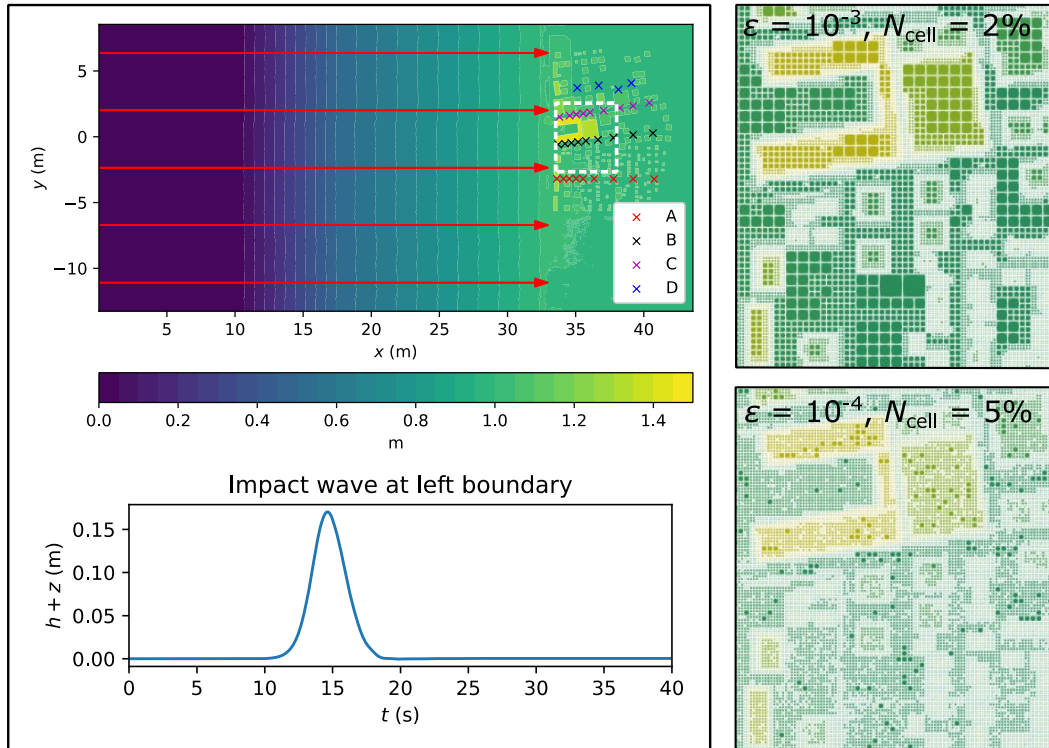 5
0
−5
−10
y (m)
5
10
15
20
25
30
35
40
x (m)
A
B
C
D
0.0
0.2
0.4
0.6
0.8
1.0
1.2
1.4
m
Impact wave at left boundary
0.15
0.10
0.05
0.00
h + z (m)
0
5
10
15
20
25
30
35
40
t (s)
ε = 10⁻³, N_cell = 2%
ε = 10⁻⁴, N_cell = 5%